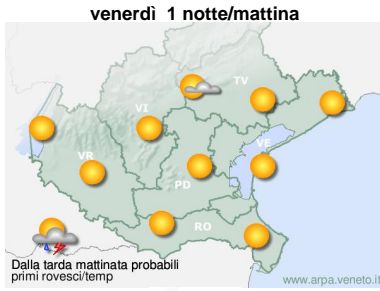 venerdì 1 notte/mattina
TV
VI
VE
VR
PD
RO
Dalla tarda mattinata probabili
primi rovesci/temp
www.arpa.veneto.it